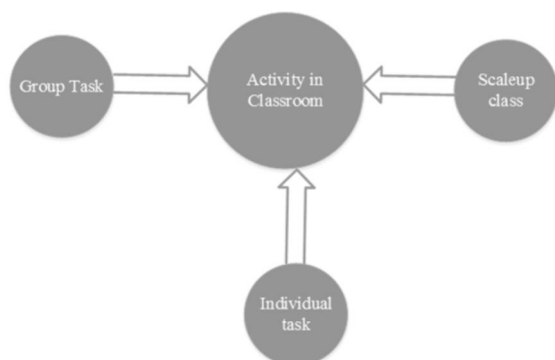 Group Task
Activity in
Classroom
Scaleup
class
Individual
task